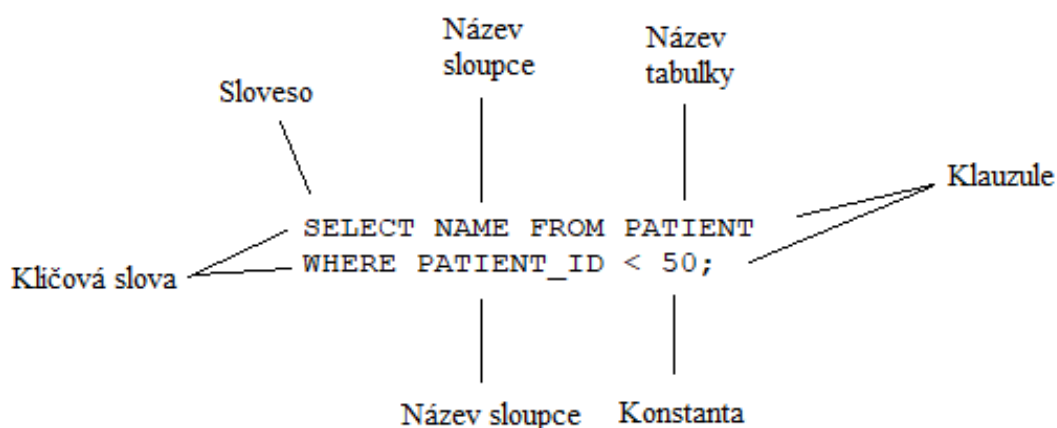 Název
sloupce
Název
tabulky
Sloveso
Klauzule
SELECT NAME FROM PATIENT
WHERE PATIENT_ID < 50;
Klíčová slova
Název sloupce
Konstanta